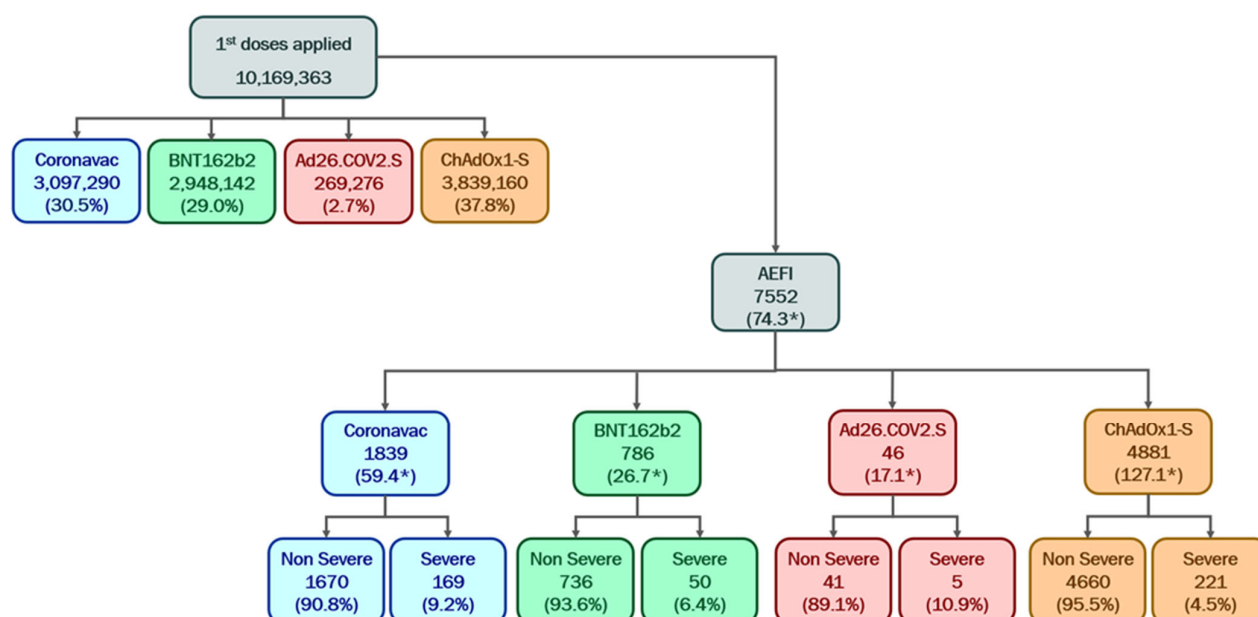 1st doses applied
10,169,363
Coronavac
3,097,290
(30.5%)
BNT162b2
2,948,142
(29.0%)
Ad26.COV2.S
269,276
(2.7%)
ChAdOx1-S
3,839,160
(37.8%)
AEFI
7552
(74.3*)
Coronavac
1839
(59.4*)
BNT162b2
786
(26.7*)
Ad26.COV2.S
46
(17.1*)
ChAdOx1-S
4881
(127.1*)
Non Severe
1670
(90.8%)
Severe
169
(9.2%)
Non Severe
736
(93.6%)
Severe
50
(6.4%)
Non Severe
41
(89.1%)
Severe
5
(10.9%)
Non Severe
4660
(95.5%)
Severe
221
(4.5%)